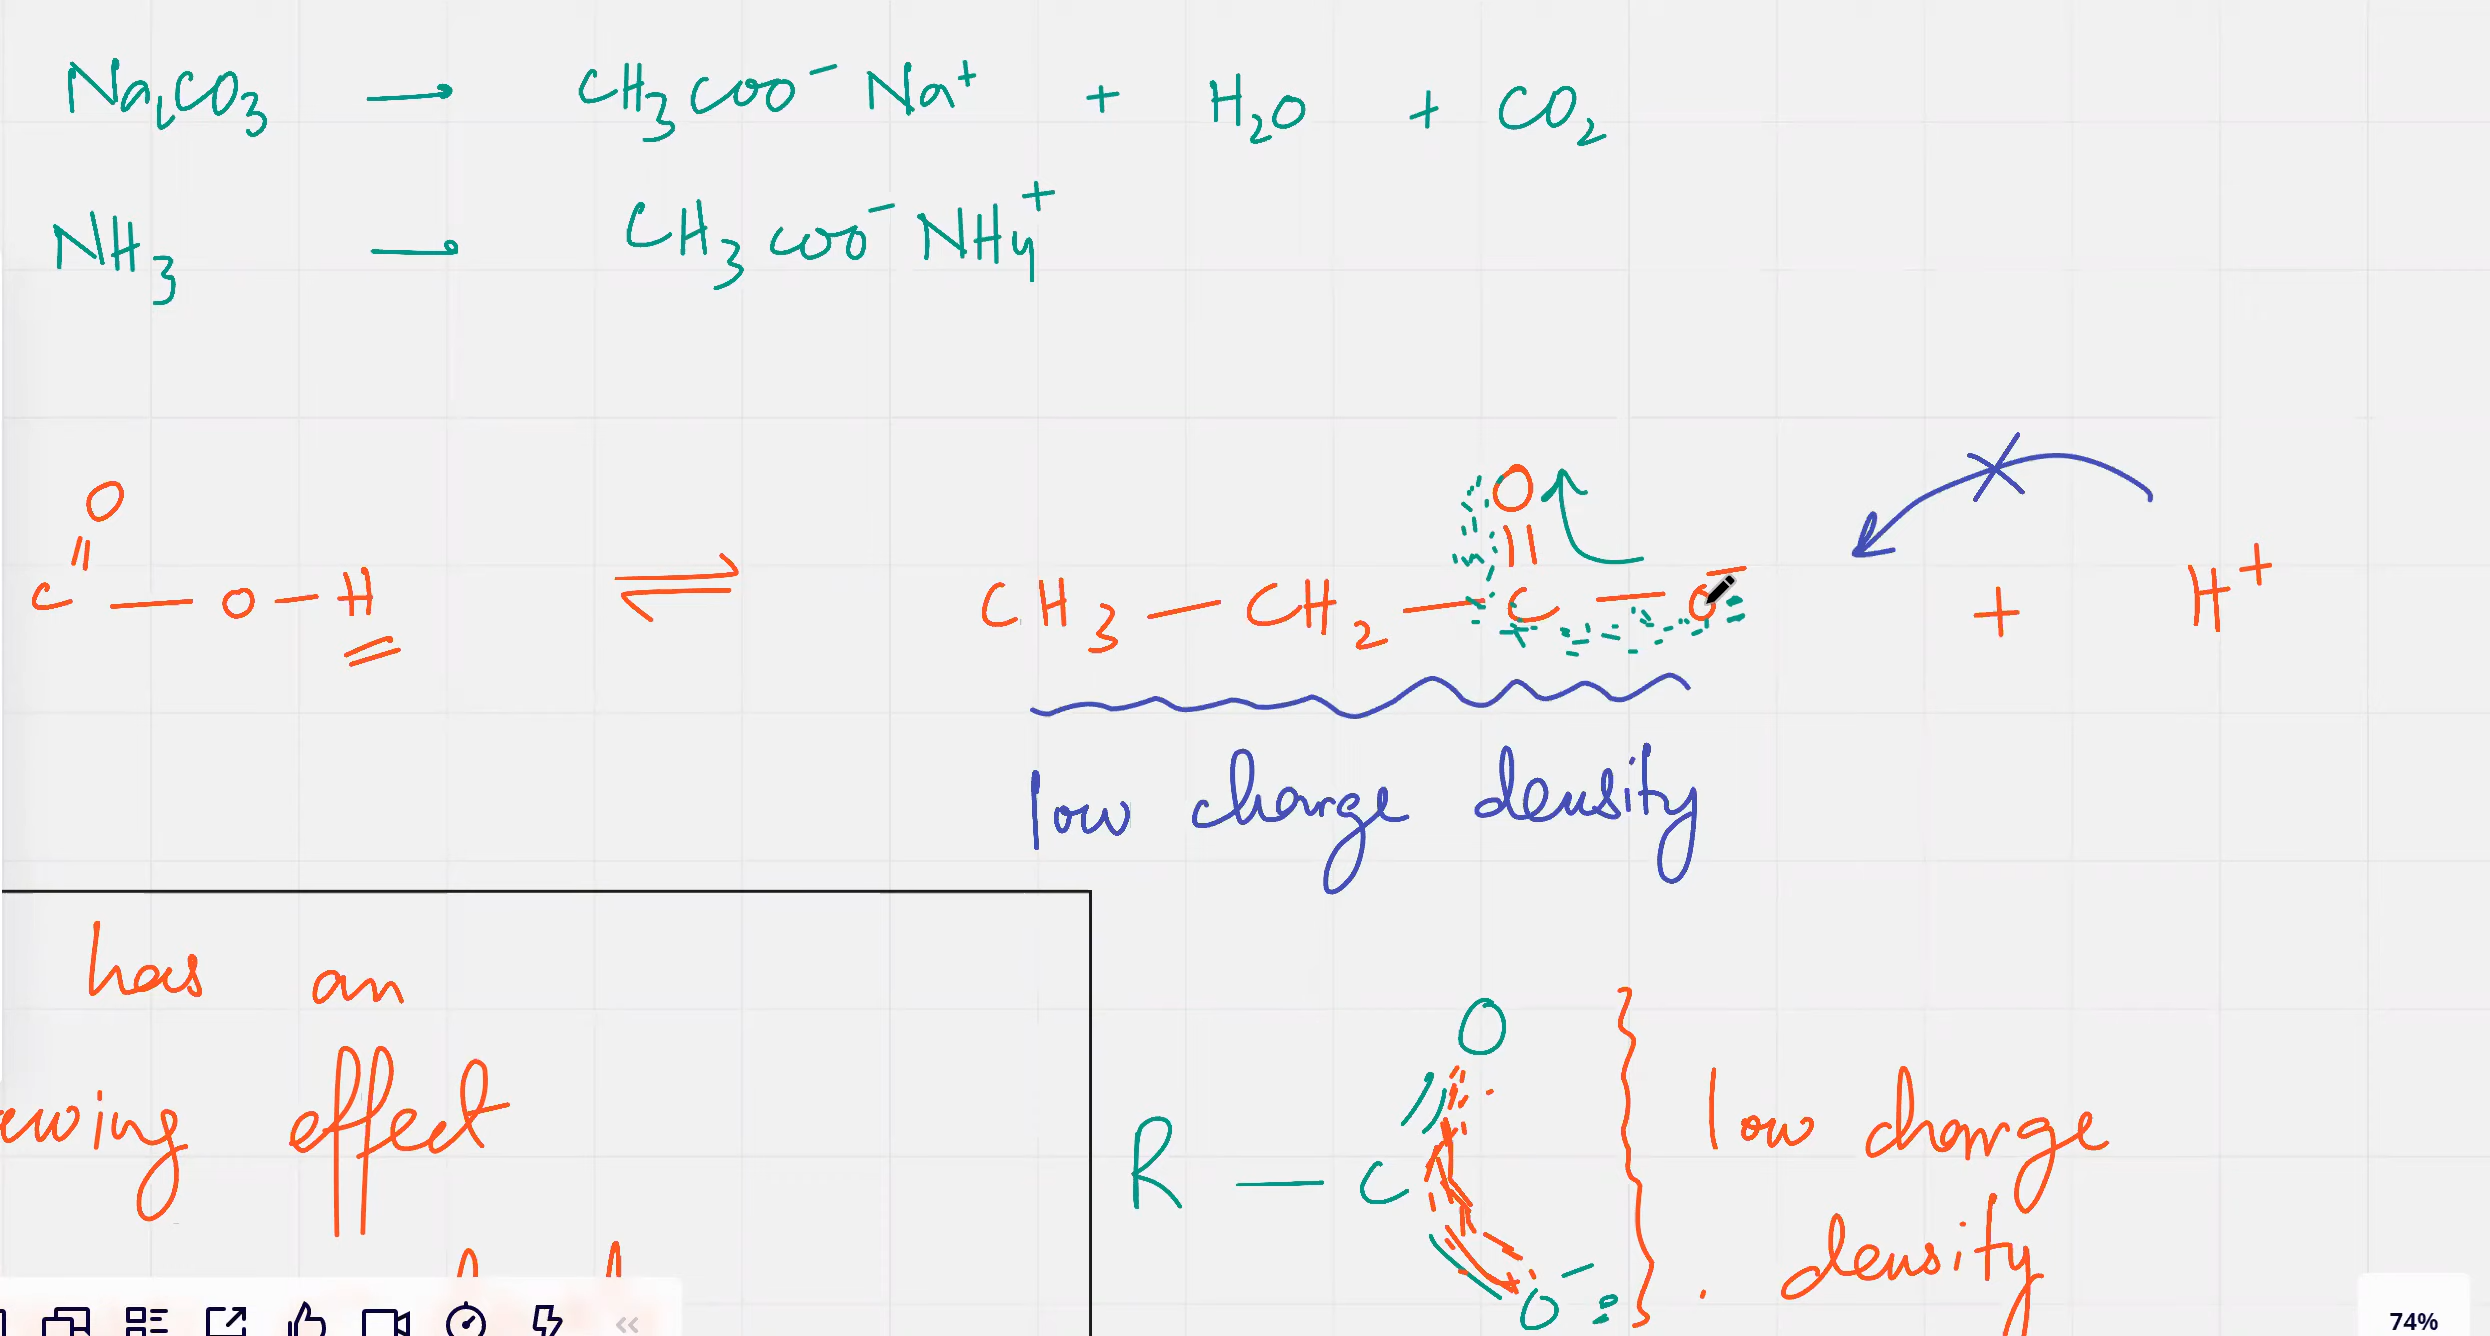 Na₂CO₃ → CH₃COO⁻ Na⁺ + H₂O + CO₂
NH₃ → CH₃COO⁻ NH₄⁺
O
||
C — O — H ⇌ CH₃ — CH₂ — C — O⁻ + H⁺
O
||
low charge density
has an
effect
O
R — C
O⁻
low charge
density
74%